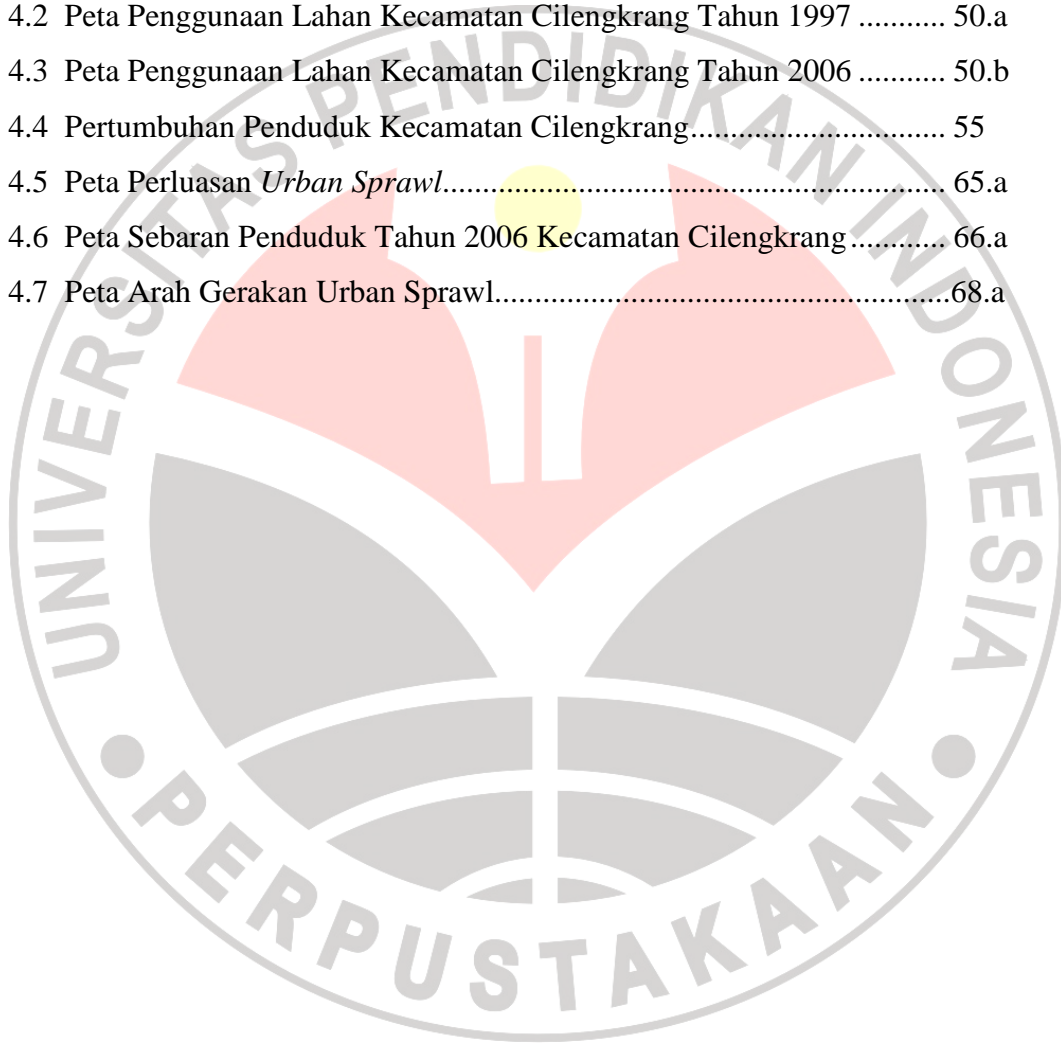 4.2 Peta Penggunaan Lahan Kecamatan Cilengkrang Tahun 1997 ........... 50.a
4.3 Peta Penggunaan Lahan Kecamatan Cilengkrang Tahun 2006 ........... 50.b
4.4 Pertumbuhan Penduduk Kecamatan Cilengkrang................................ 55
4.5 Peta Perluasan Urban Sprawl............................................................... 65.a
4.6 Peta Sebaran Penduduk Tahun 2006 Kecamatan Cilengkrang ............ 66.a
4.7 Peta Arah Gerakan Urban Sprawl.........................................................68.a
UNIVERSITAS PENDIDIKAN INDONESIA
PERPUSTAKAAN